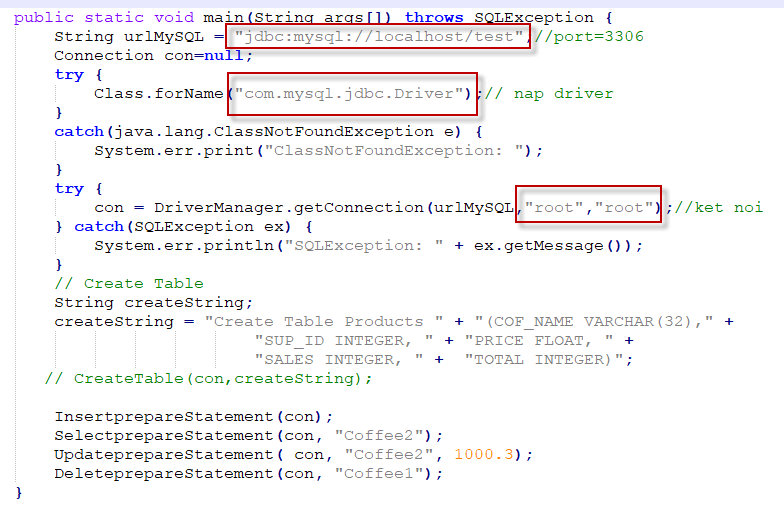 public static void main(String args[]) throws SQLException {
    String urlMySQL = "jdbc:mysql://localhost/test";//port=3306
    Connection con=null;
    try {
        Class.forName("com.mysql.jdbc.Driver");// nap driver
    }
    catch(java.lang.ClassNotFoundException e) {
        System.err.print("ClassNotFoundException: ");
    }
    try {
        con = DriverManager.getConnection(urlMySQL,"root","root");//ket noi
    } catch(SQLException ex) {
        System.err.println("SQLException: " + ex.getMessage());
    }
    // Create Table
    String createString;
    createString = "Create Table Products " + "(COF_NAME VARCHAR(32)," +
                        "SUP_ID INTEGER, " + "PRICE FLOAT, " +
                        "SALES INTEGER, " +  "TOTAL INTEGER)";
   // CreateTable(con,createString);
    InsertprepareStatement(con);
    SelectprepareStatement(con, "Coffee2");
    UpdateprepareStatement( con, "Coffee2", 1000.3);
    DeleteprepareStatement(con, "Coffee1");
}